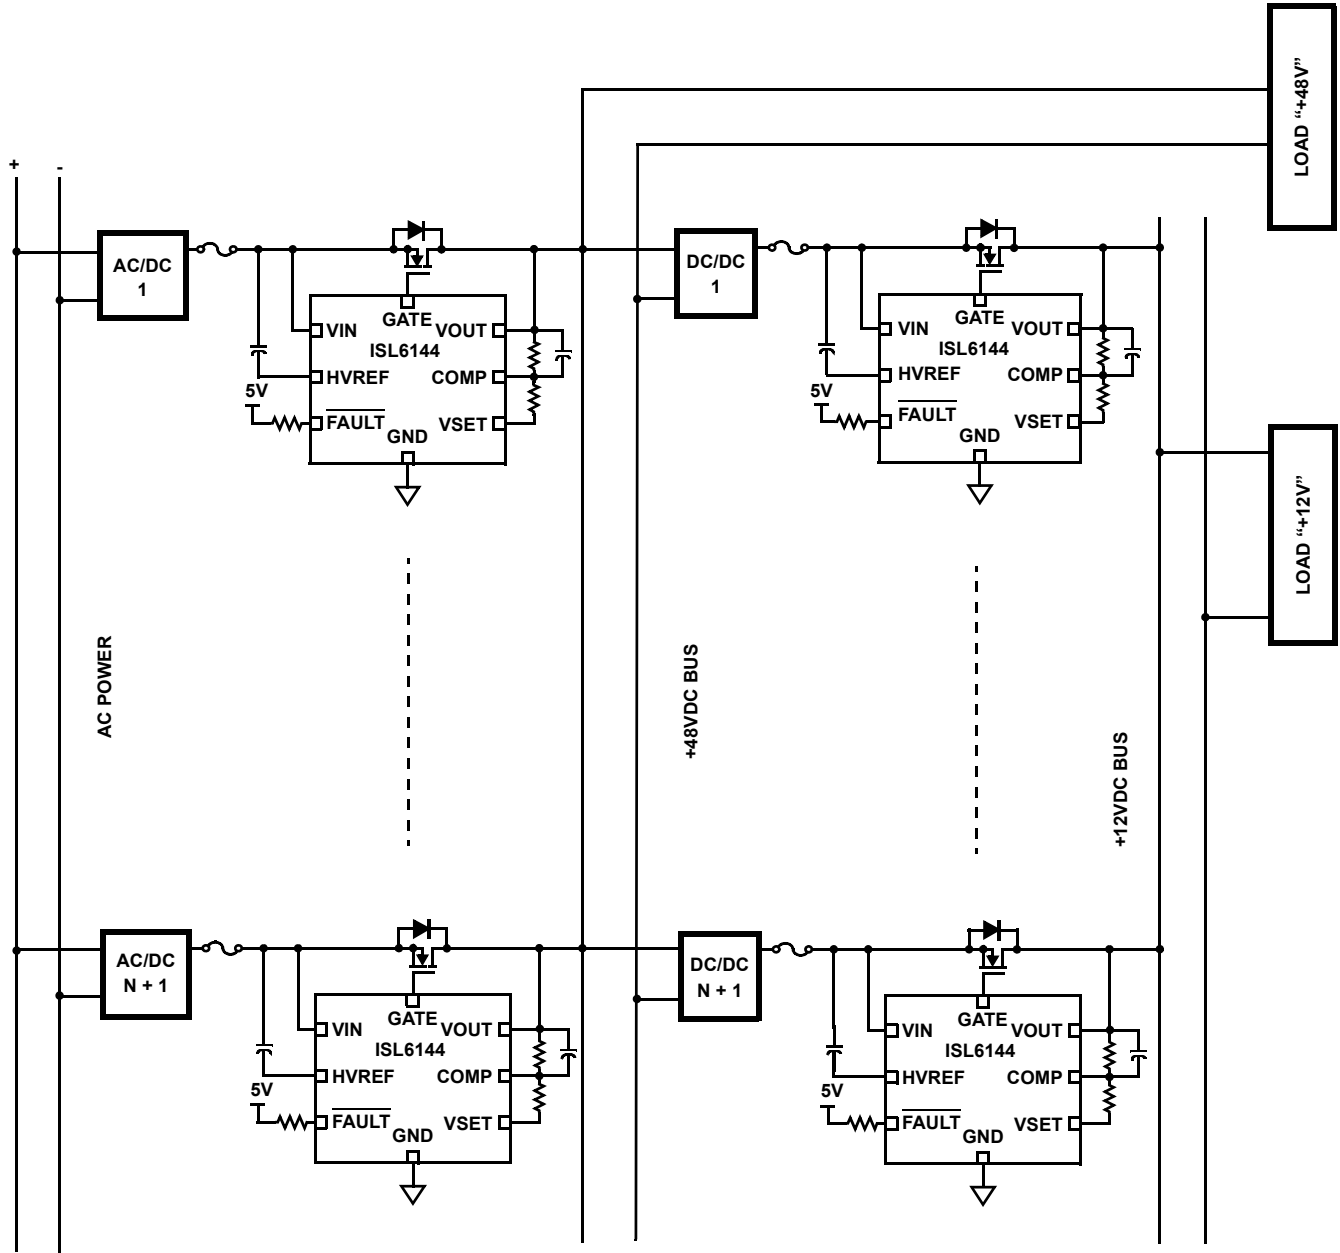 LOAD “+48V”
+
-
AC/DC
1
GATE
VIN
VOUT
ISL6144
HVREF
COMP
5V
FAULT
VSET
GND
DC/DC
1
GATE
VIN
VOUT
ISL6144
HVREF
COMP
5V
FAULT
VSET
GND
LOAD “+12V”
AC POWER
+48VDC BUS
+12VDC BUS
AC/DC
N + 1
GATE
VIN
VOUT
ISL6144
HVREF
COMP
5V
FAULT
VSET
GND
DC/DC
N + 1
GATE
VIN
VOUT
ISL6144
HVREF
COMP
5V
FAULT
VSET
GND